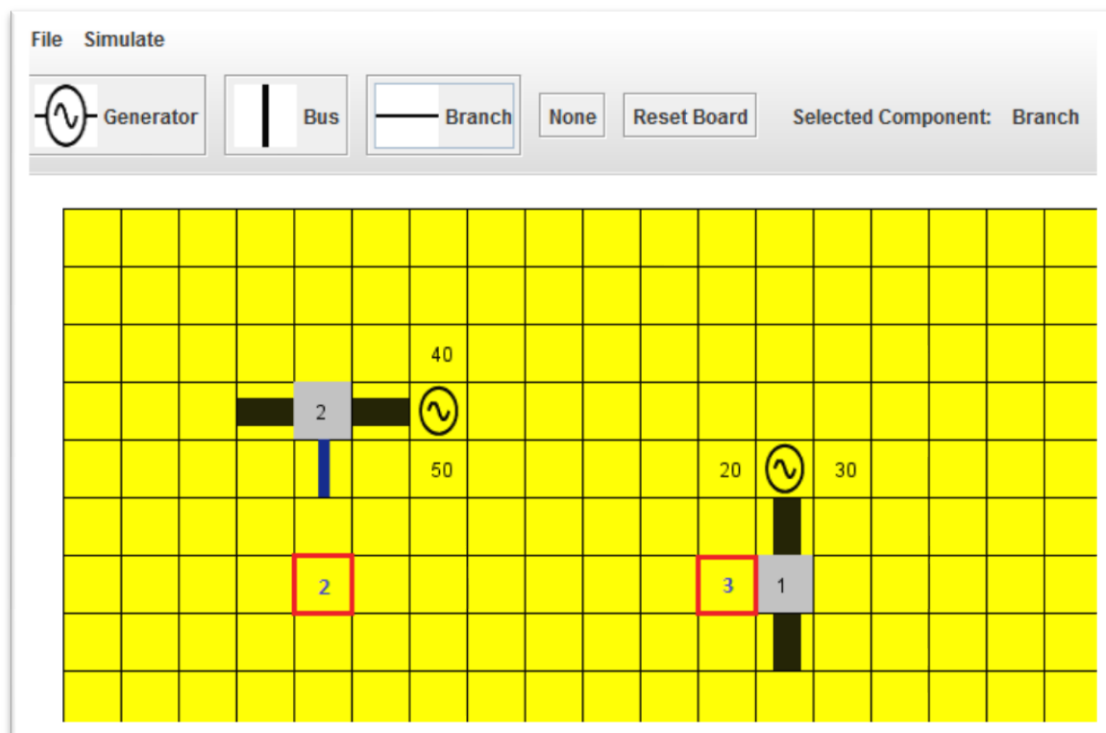 File Simulate
Generator Bus Branch None Reset Board Selected Component: Branch
40
2
50 20 30
2 3 1